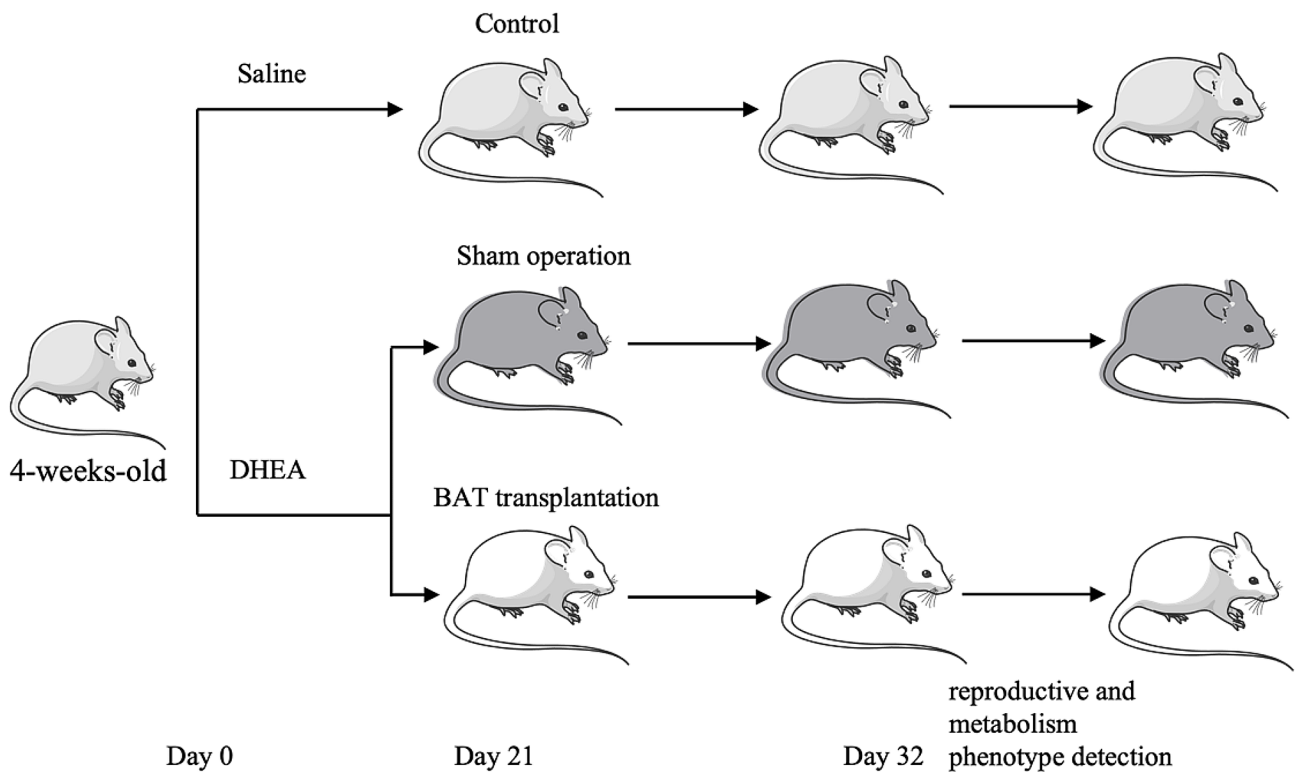 Control
Saline
Sham operation
4-weeks-old
DHEA
BAT transplantation
reproductive and
metabolism
phenotype detection
Day 0
Day 21
Day 32